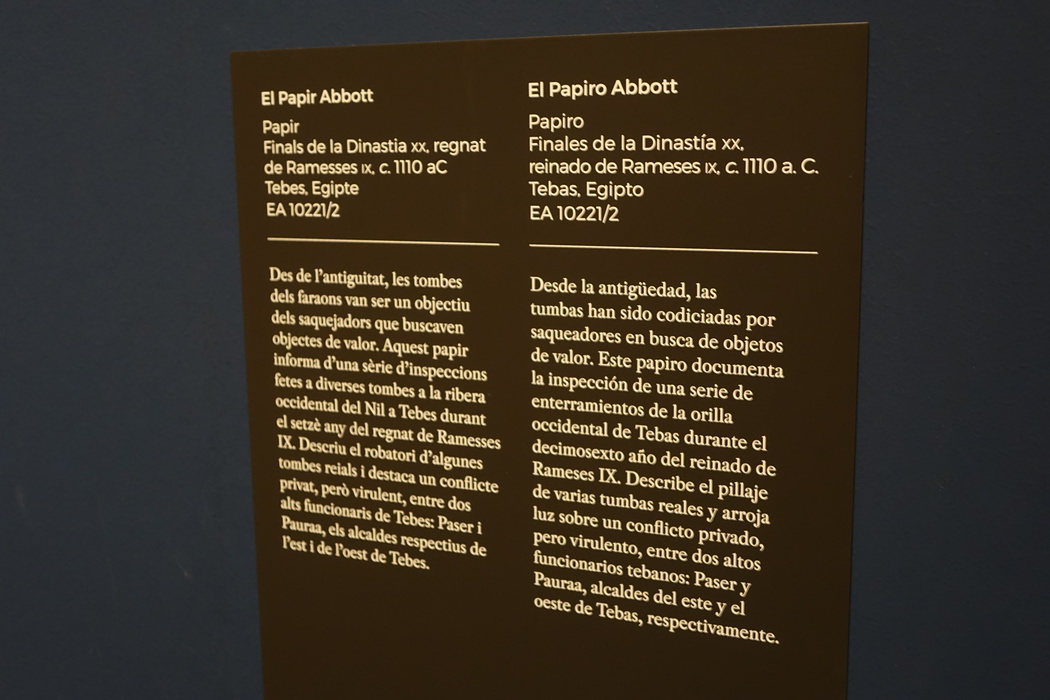 El Papir Abbott
Papir
Finals de la Dinastia XX, regnat
de Ramesses IX, c. 1110 aC
Tebes, Egipte
EA 10221/2
Des de l'antiguitat, les tombes
dels faraons van ser un objectiu
dels saquejadors que buscaven
objectes de valor. Aquest papir
informa d'una sèrie d'inspeccions
fetes a diverses tombes a la ribera
occidental del Nil a Tebes durant
el setzè any del regnat de Ramesses
IX. Descriu el robatori d'algunes
tombes reials i destaca un conflicte
privat, però virulent, entre dos
alts funcionaris de Tebes: Paser i
Pauraa, els alcaldes respectius de
l'est i de l'oest de Tebes.
El Papiro Abbott
Papiro
Finales de la Dinastía XX,
reinado de Rameses IX, c. 1110 a. C.
Tebas, Egipto
EA 10221/2
Desde la antigüedad, las
tumbas han sido codiciadas por
saqueadores en busca de objetos
de valor. Este papiro documenta
la inspección de una serie de
enterramientos de la orilla
occidental de Tebas durante el
decimosexto año del reinado de
Rameses IX. Describe el pillaje
de varias tumbas reales y arroja
luz sobre un conflicto privado,
pero virulento, entre dos altos
funcionarios tebanos: Paser y
Pauraa, alcaldes del este y el
oeste de Tebas, respectivamente.